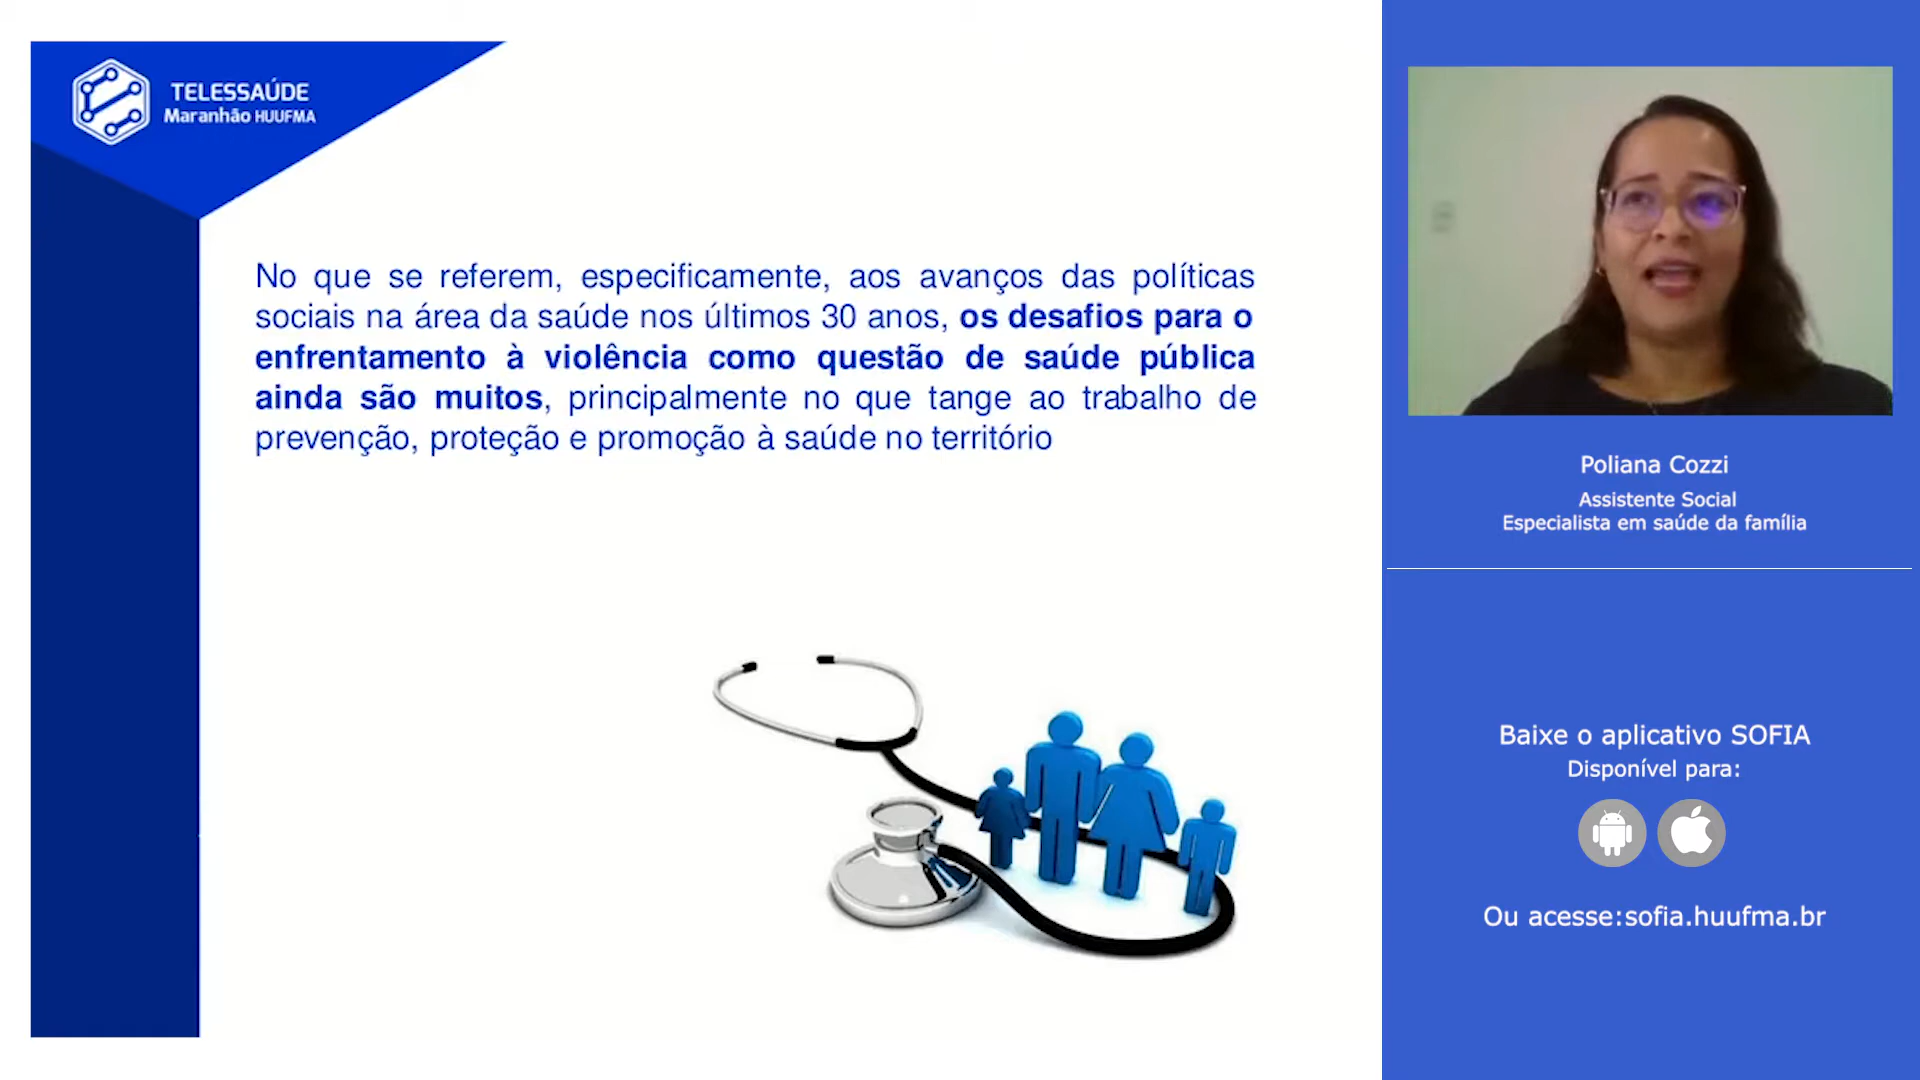 TELESSAÚDE
Maranhão HUUFMA
No que se referem, especificamente, aos avanços das políticas
sociais na área da saúde nos últimos 30 anos, os desafios para o
enfrentamento à violência como questão de saúde pública
ainda são muitos, principalmente no que tange ao trabalho de
prevenção, proteção e promoção à saúde no território
Poliana Cozzi
Assistente Social
Especialista em saúde da família
Baixe o aplicativo SOFIA
Disponível para:
Ou acesse:sofia.huufma.br